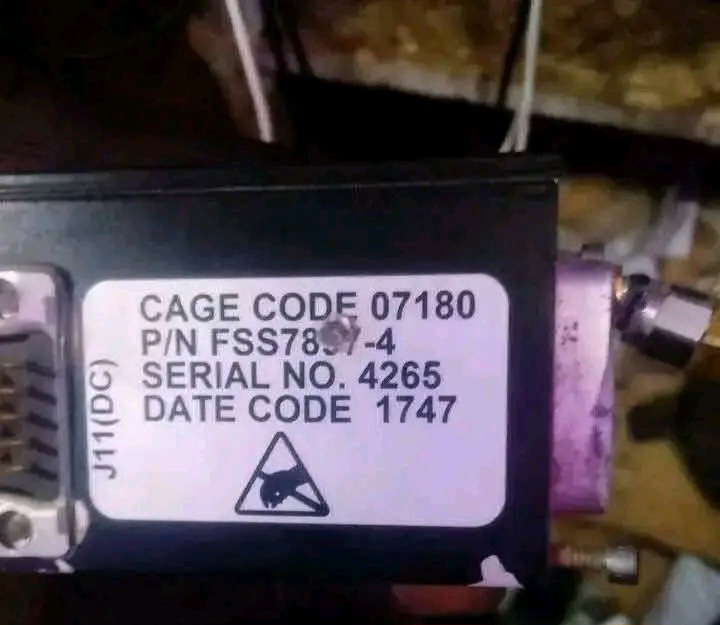 CAGE CODE 07180
P/N
SERIAL NO. 4265
DATE CODE 1747
J11(DC)